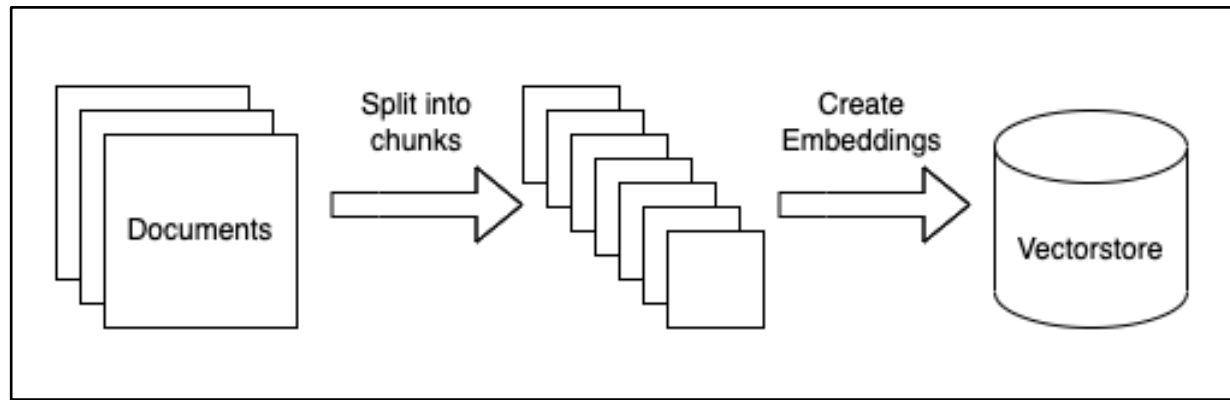 Documents
Split into
chunks
Create
Embeddings
Vectorstore